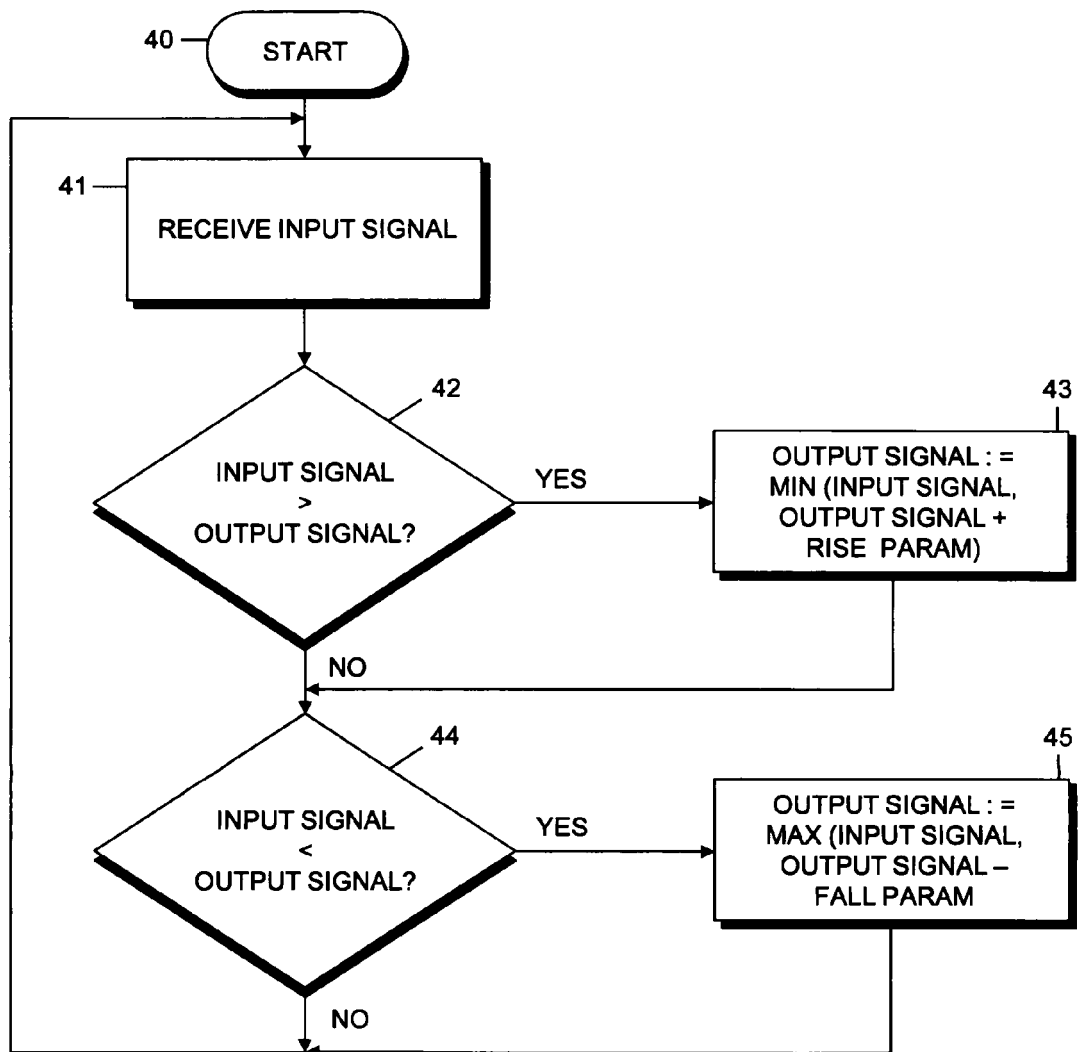 40
START
41
RECEIVE INPUT SIGNAL
42
INPUT SIGNAL
>
OUTPUT SIGNAL?
YES
43
OUTPUT SIGNAL : =
MIN (INPUT SIGNAL,
OUTPUT SIGNAL +
RISE PARAM)
NO
44
INPUT SIGNAL
<
OUTPUT SIGNAL?
YES
45
OUTPUT SIGNAL : =
MAX (INPUT SIGNAL,
OUTPUT SIGNAL –
FALL PARAM
NO